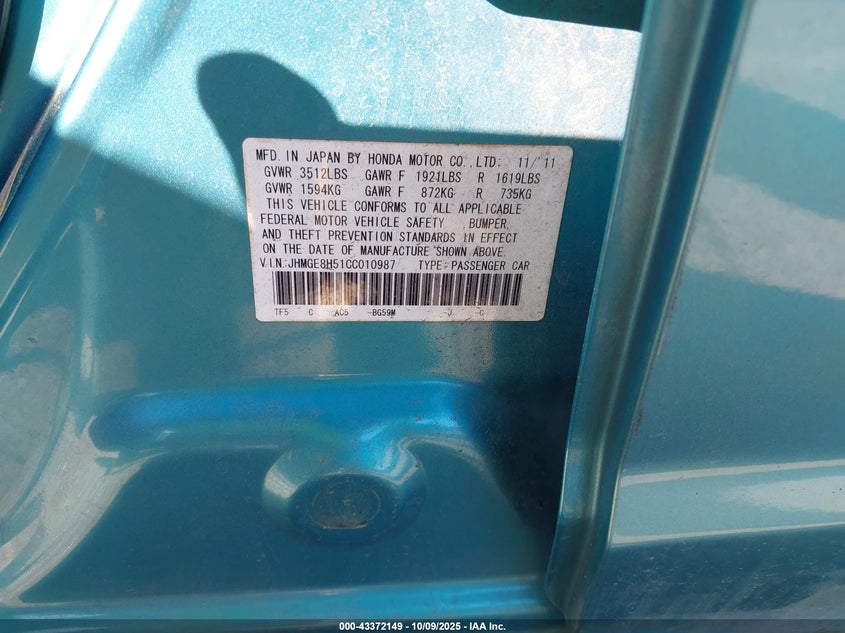 MFD. IN JAPAN BY HONDA MOTOR CO., LTD: 11/'11
GVWR 3512LBS GAWR F 1921LBS R 1619LBS
GVWR 1594KG GAWR F 872KG R 735KG
THIS VEHICLE CONFORMS TO ALL APPLICABLE
FEDERAL MOTOR VEHICLE SAFETY ,BUMPER,
AND THEFT PREVENTION STANDARDS IN EFFECT
ON THE DATE OF MANUFACTURE SHOWN ABOVE.
V.I.N:JHMGE8H51CC010987 TYPE:PASSENGER CAR
TF5 C AC5 -BG59M -3 -C
000-43372149 - 10/09/2025 - IAA Inc.